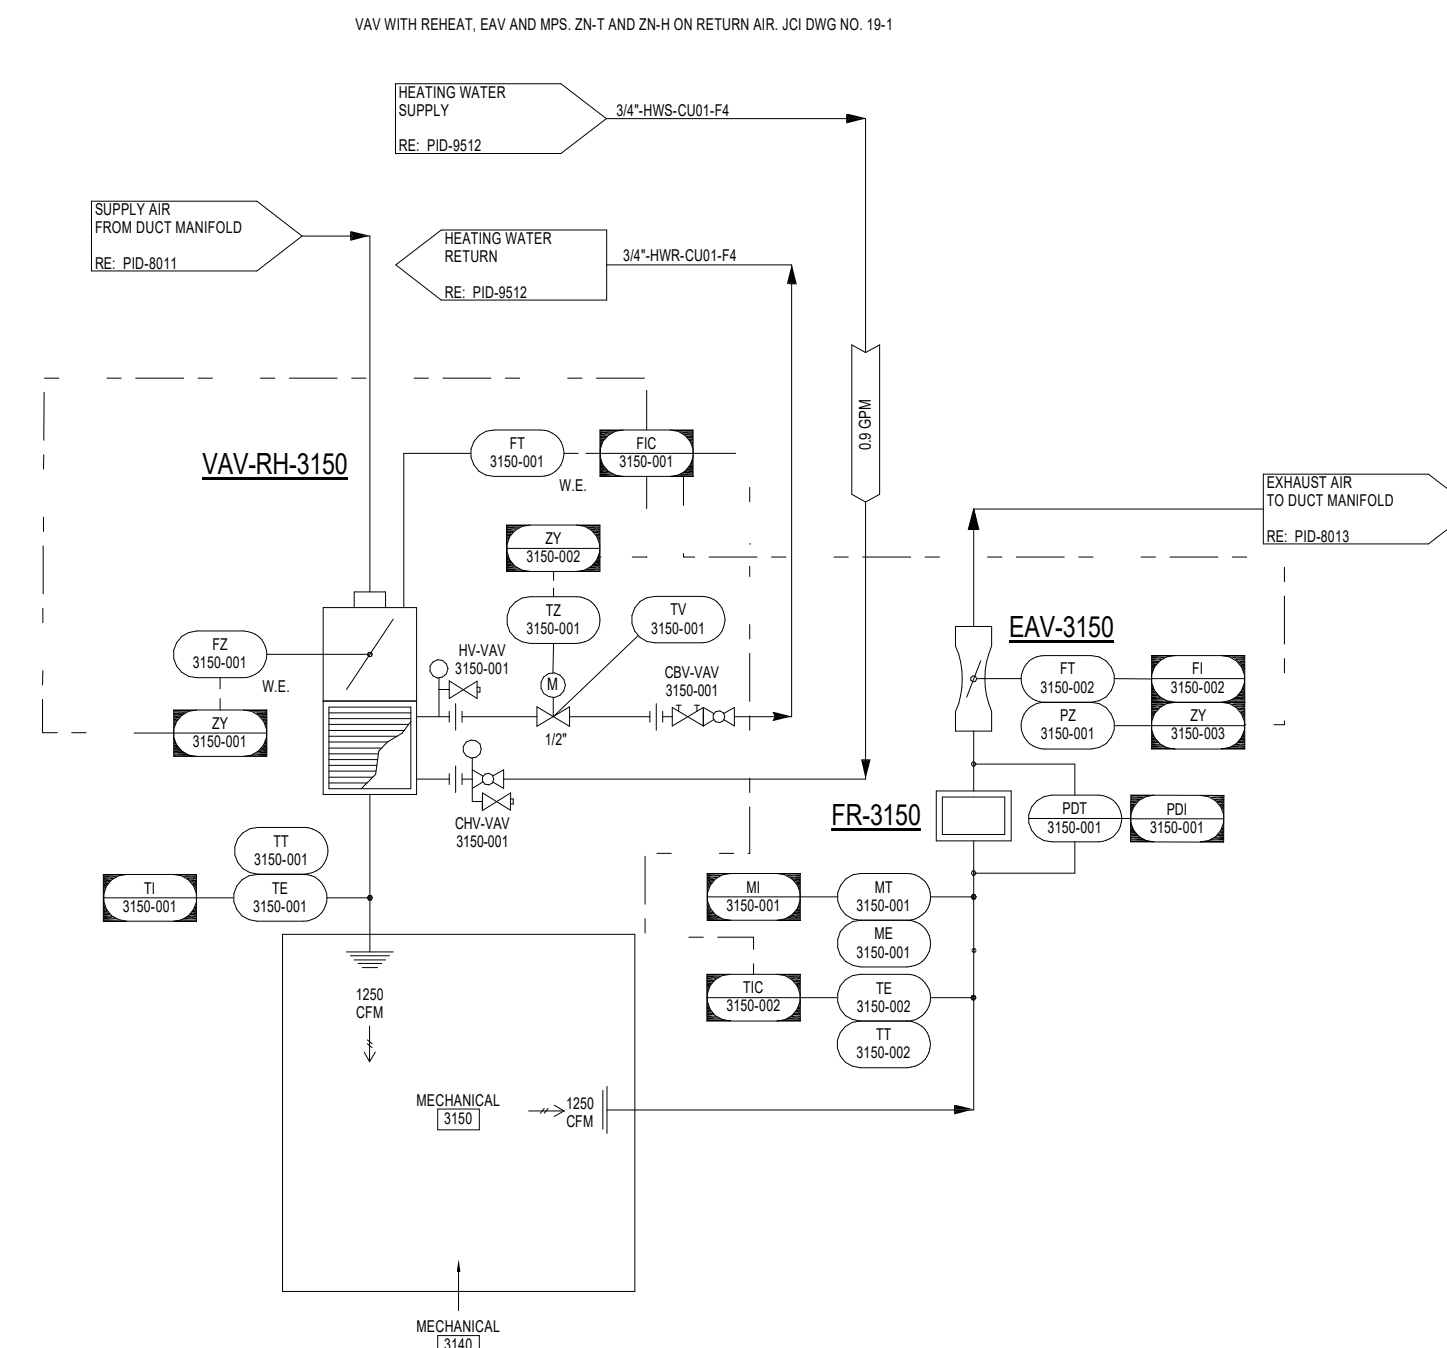 VAV WITH REHEAT, EAV AND MPS. ZN-T AND ZN-H ON RETURN AIR. JCI DWG NO. 19-1
HEATING WATER
SUPPLY
RE: PID-9512
3/4"-HWS-CU01-F4
SUPPLY AIR
FROM DUCT MANIFOLD
RE: PID-8011
HEATING WATER
RETURN
RE: PID-9512
3/4"-HWR-CU01-F4
0.9 GPM
VAV-RH-3150
FT
3150-001
W.E.
FIC
3150-001
EXHAUST AIR
TO DUCT MANIFOLD
RE: PID-8013
ZY
3150-002
TZ
3150-001
TV
3150-001
FZ
3150-001
W.E.
ZY
3150-001
HV-VAV
3150-001
M
1/2"
CBV-VAV
3150-001
CHV-VAV
3150-001
EAV-3150
FT
3150-002
FI
3150-002
PZ
3150-001
ZY
3150-003
FR-3150
PDT
3150-001
PDI
3150-001
TT
3150-001
TI
3150-001
TE
3150-001
MI
3150-001
MT
3150-001
ME
3150-001
TIC
3150-002
TE
3150-002
TT
3150-002
1250
CFM
MECHANICAL
3150
1250
CFM
MECHANICAL
3140